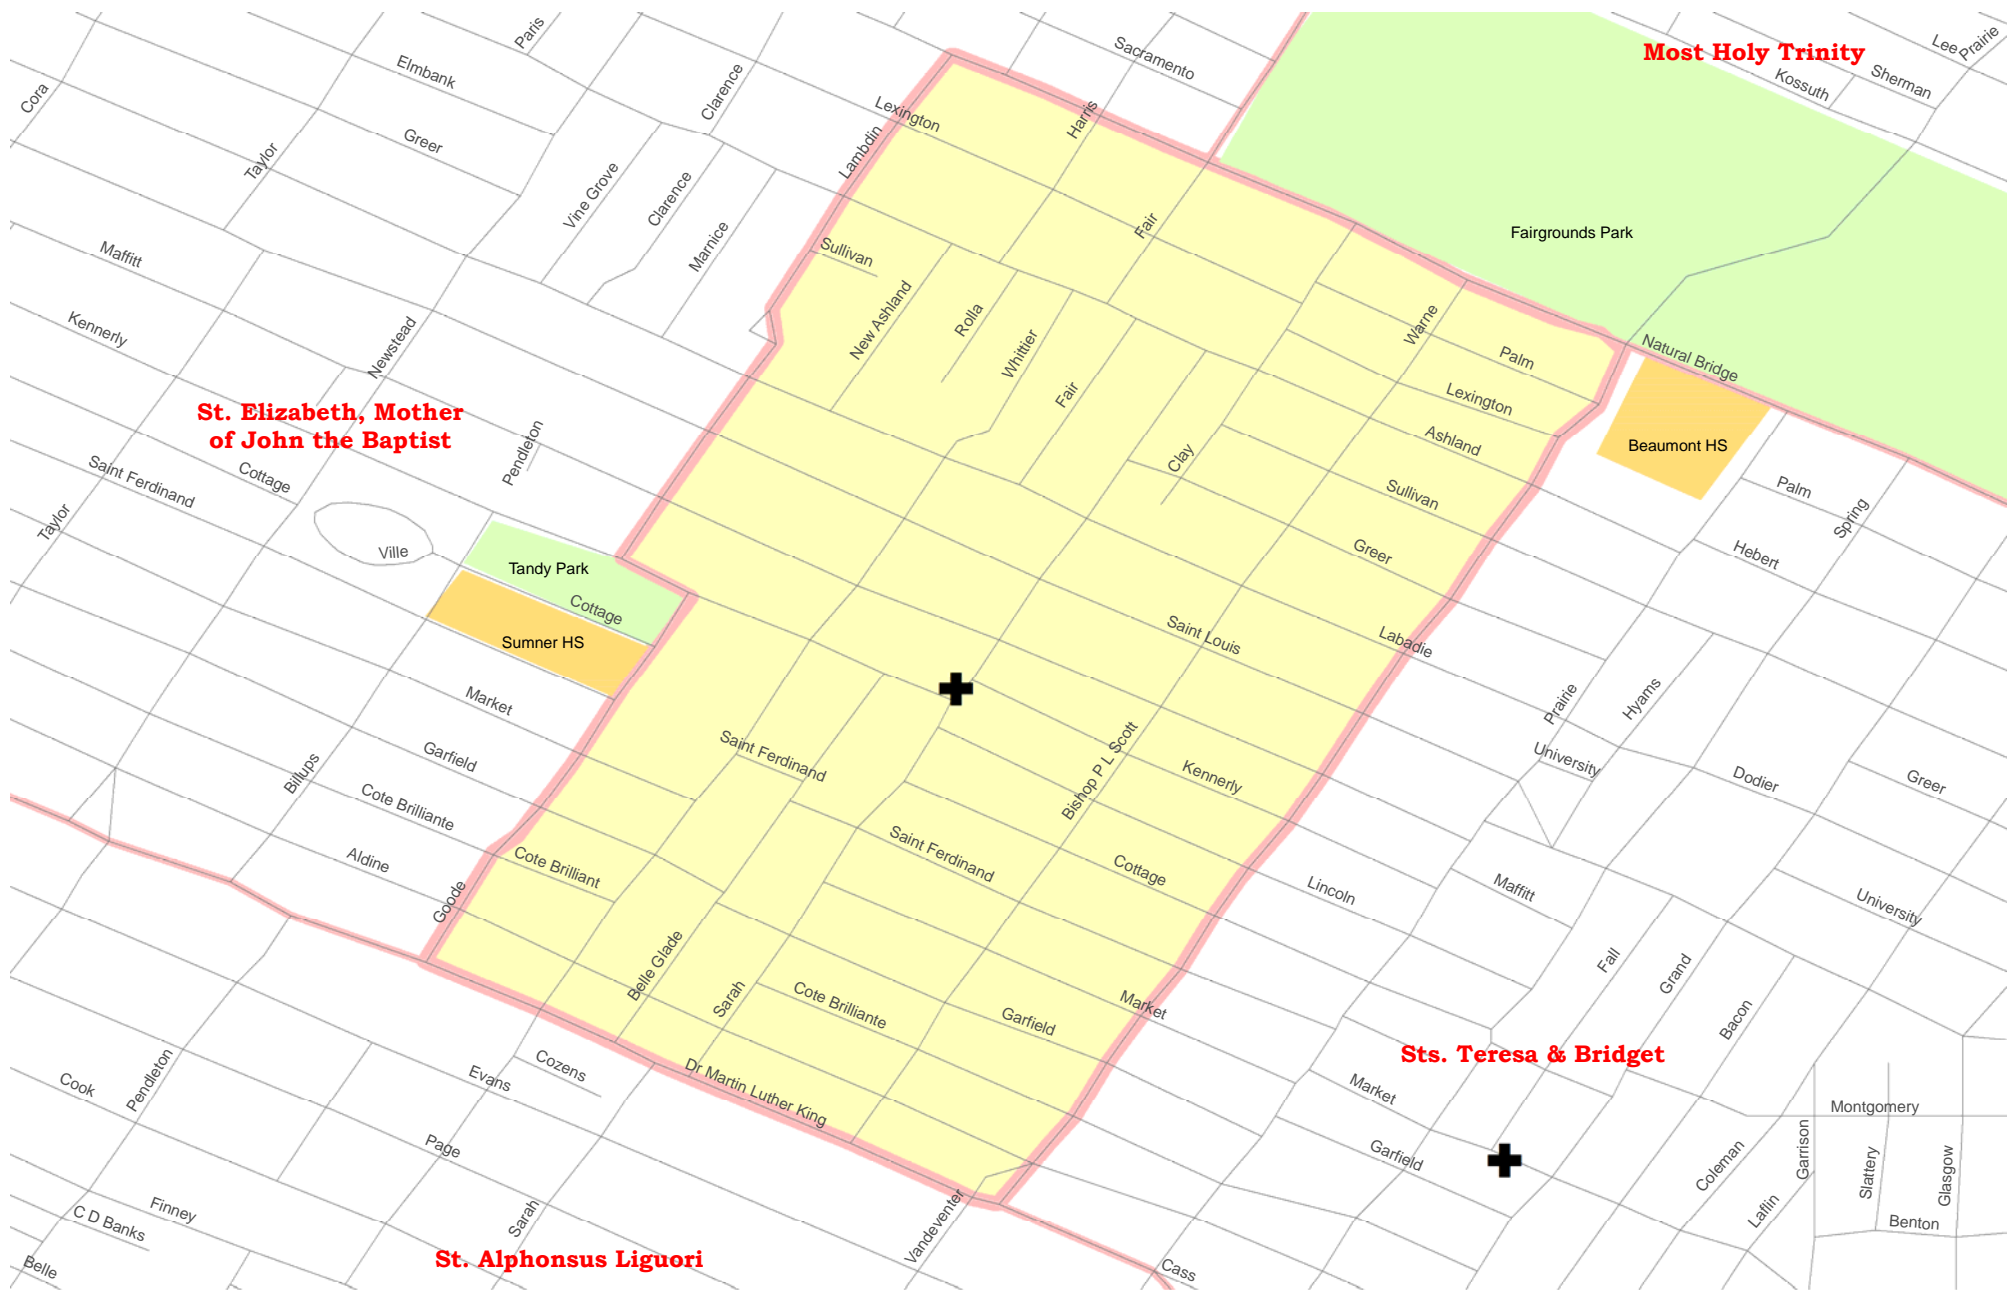 Paris
Sacramento
Most Holy Trinity
Lee
Prairie
Elmbank
Clarence
Kossuth
Sherman
Cora
Lexington
Harris
Greer
Taylor
Lambdin
Vine Grove
Clarence
Marnice
Fair
Fairgrounds Park
Maffitt
Sullivan
New Ashland
Rolla
Whittier
Warne
Kennerly
Newstead
Natural Bridge
Palm
Fair
Lexington
St. Elizabeth, Mother
of John the Baptist
Pendleton
Clay
Ashland
Beaumont HS
Saint Ferdinand
Cottage
Sullivan
Palm
Spring
Taylor
Ville
Greer
Hebert
Tandy Park
Cottage
Sumner HS
Saint Louis
Labadie
Market
Prairie
Hyams
Garfield
Saint Ferdinand
Bishop P L Scott
Kennerly
University
Dodier
Greer
Billups
Cote Brilliante
Aldine
Cote Brilliant
Saint Ferdinand
Cottage
Lincoln
Maffitt
University
Goode
Belle Glade
Sarah
Cote Brilliante
Garfield
Market
Fall
Grand
Bacon
Sts. Teresa & Bridget
Cozens
Evans
Dr Martin Luther King
Cook
Pendleton
Page
Market
Garfield
Montgomery
Garrison
Coleman
Slattery
Glasgow
Laflin
Benton
Finney
C D Banks
Sarah
Vandeventer
St. Alphonsus Liguori
Belle
Cass